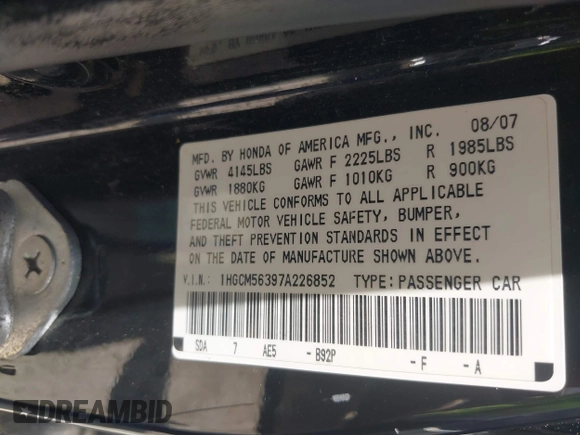 MFD. BY HONDA OF AMERICA MFG., INC. 08/07
GVWR 4145LBS GAWR F 2225LBS R 1985LBS
GVWR 1880KG GAWR F 1010KG R 900KG
THIS VEHICLE CONFORMS TO ALL APPLICABLE
FEDERAL MOTOR VEHICLE SAFETY, BUMPER,
AND THEFT PREVENTION STANDARDS IN EFFECT
ON THE DATE OF MANUFACTURE SHOWN ABOVE.
V.I.N.: 1HGCM56397A226852 TYPE:PASSENGER CAR
SDA 7 AE5 - B92P - F - A
DREAMBID